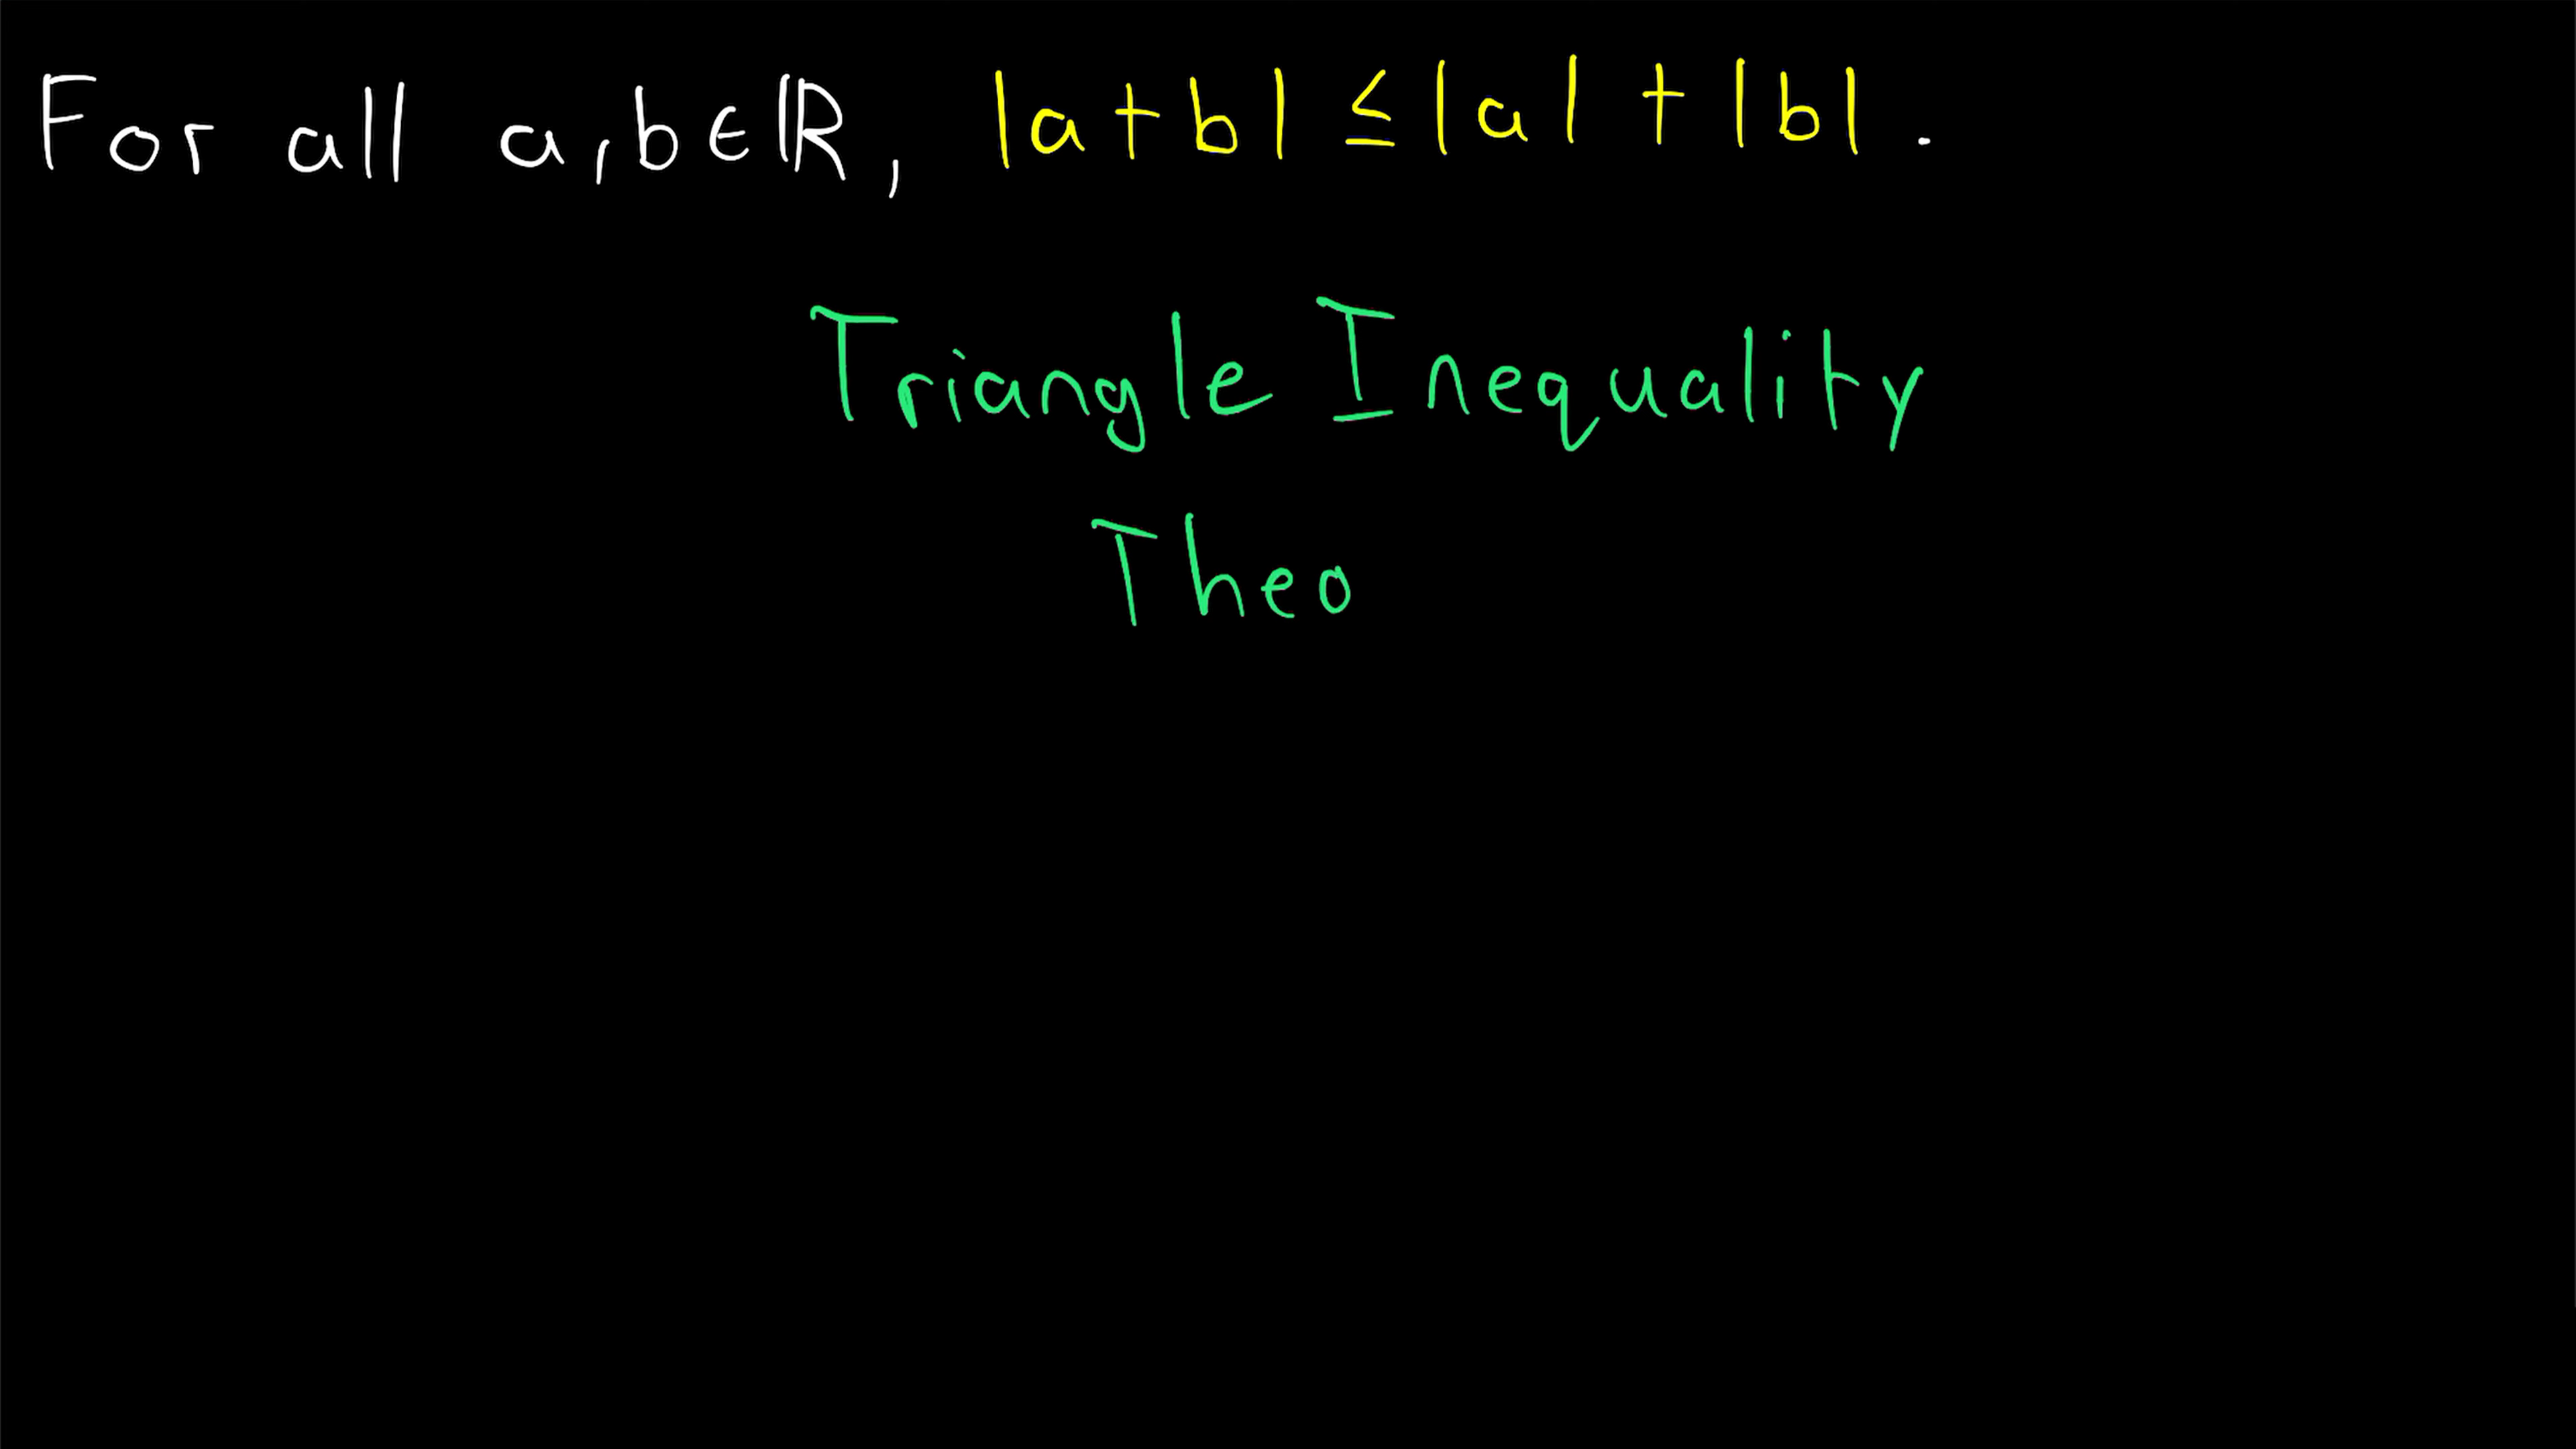 For all a,b∈ℝ, |a+b| ≤ |a| + |b|.
Triangle Inequality
Theo